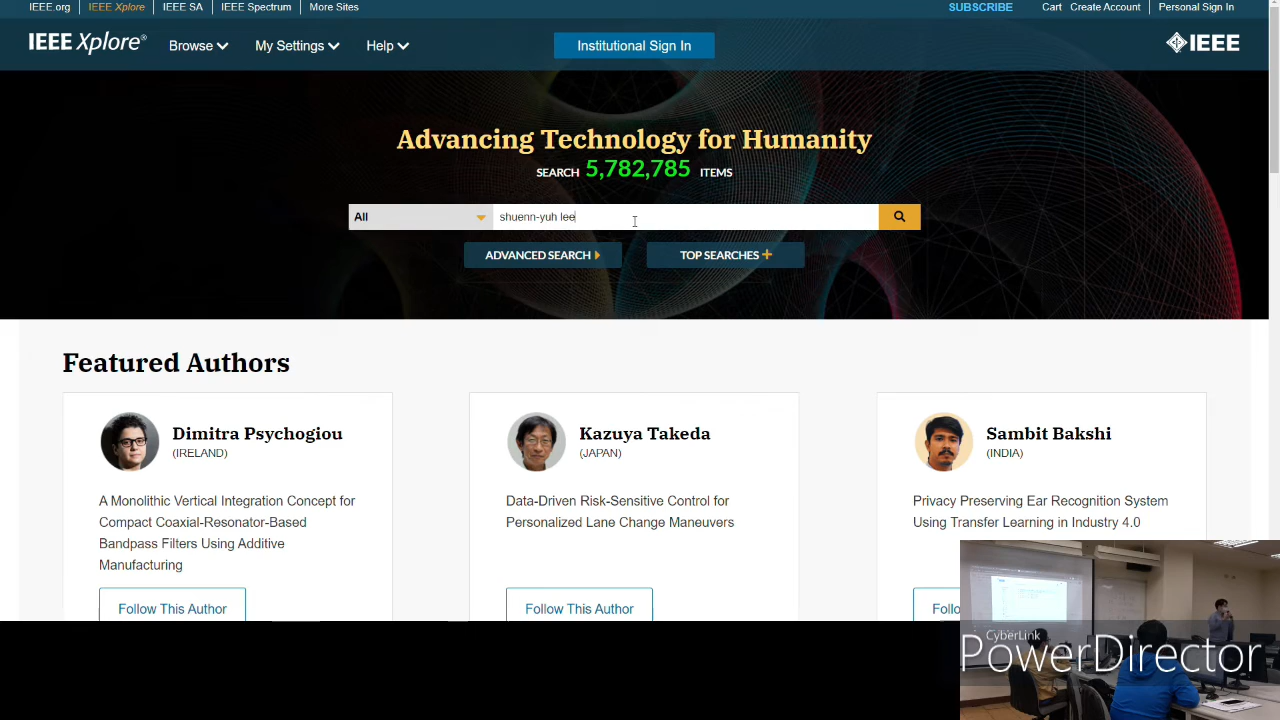 IEEE.org IEEE Xplore IEEE SA IEEE Spectrum More Sites SUBSCRIBE Cart Create Account Personal Sign In
IEEE Xplore® Browse My Settings Help Institutional Sign In IEEE
Advancing Technology for Humanity
SEARCH 5,782,785 ITEMS
All shuenn-yuh lee
ADVANCED SEARCH TOP SEARCHES
Featured Authors
Dimitra Psychogiou
(IRELAND)
A Monolithic Vertical Integration Concept for
Compact Coaxial-Resonator-Based
Bandpass Filters Using Additive
Manufacturing
Follow This Author
Kazuya Takeda
(JAPAN)
Data-Driven Risk-Sensitive Control for
Personalized Lane Change Maneuvers
Follow This Author
Sambit Bakshi
(INDIA)
Privacy Preserving Ear Recognition System
Using Transfer Learning in Industry 4.0
Follo
CyberLink
PowerDirector